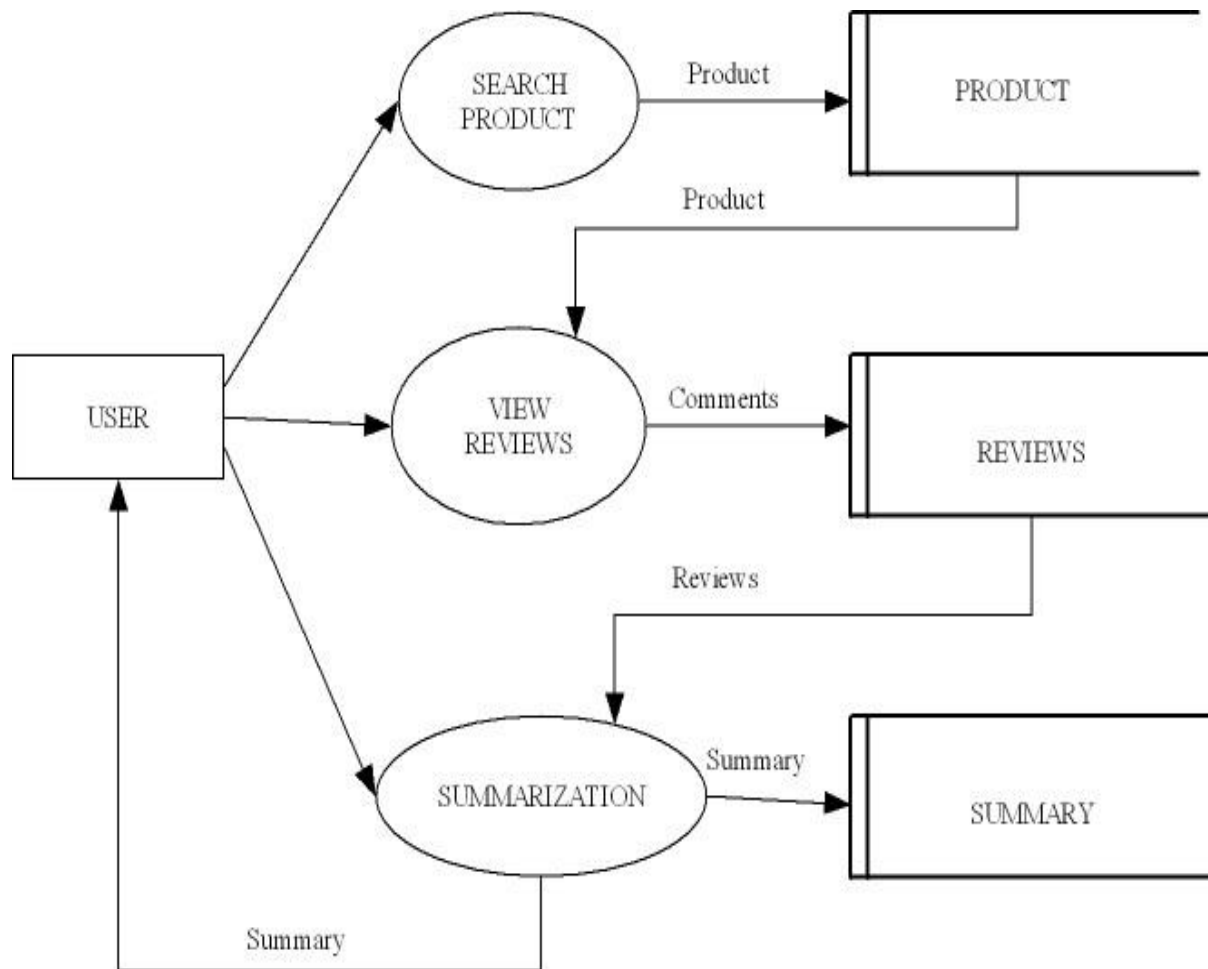 SEARCH
PRODUCT
Product
PRODUCT
Product
USER
VIEW
REVIEWS
Comments
REVIEWS
Reviews
SUMMARIZATION
Summary
SUMMARY
Summary